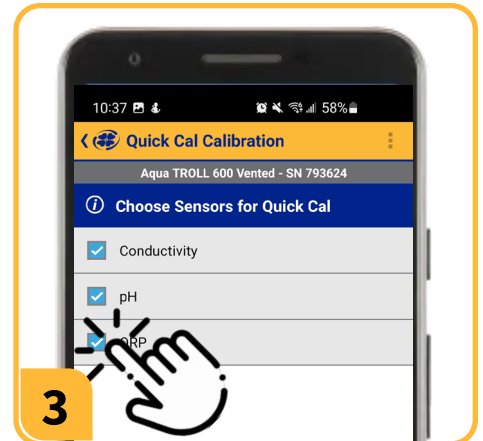 10:37
58%
Quick Cal Calibration
Aqua TROLL 600 Vented - SN 793624
Choose Sensors for Quick Cal
Conductivity
pH
ORP
3